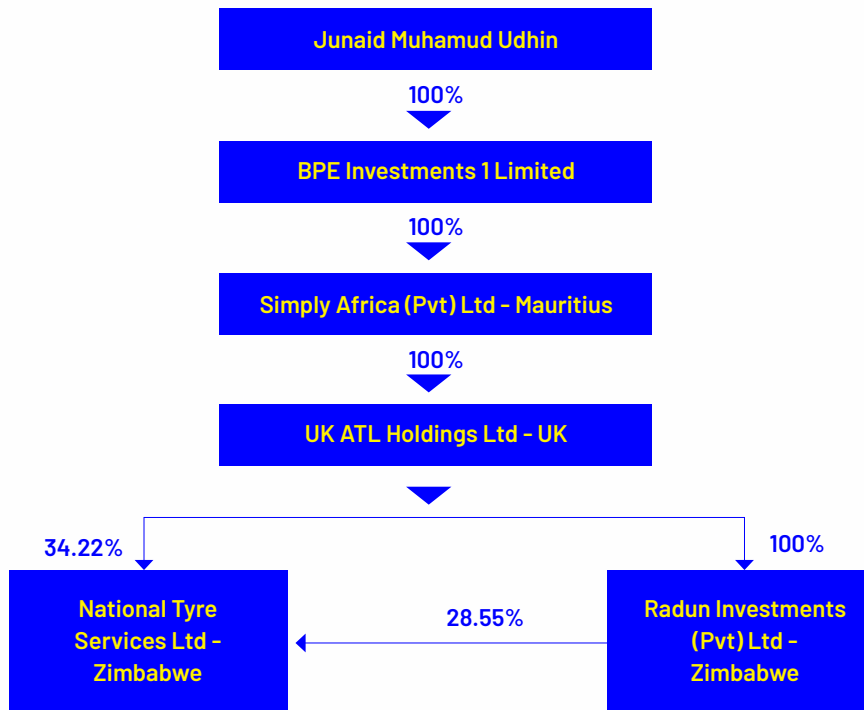 Junaid Muhamud Udhin
100%
BPE Investments 1 Limited
100%
Simply Africa (Pvt) Ltd - Mauritius
100%
UK ATL Holdings Ltd - UK
34.22%
100%
National Tyre
Services Ltd -
Zimbabwe
28.55%
Radun Investments
(Pvt) Ltd -
Zimbabwe